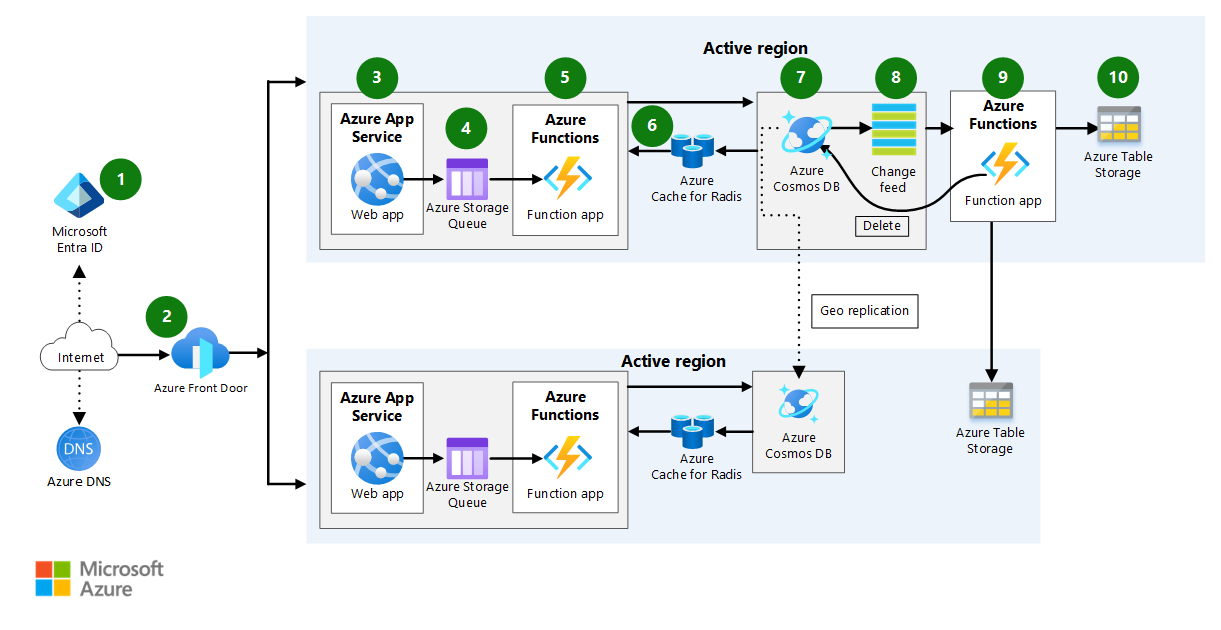 Active region
3
5
7
8
9
10
Azure App
Service
4
Azure
Functions
6
Azure
Functions
Web app
Azure Storage
Queue
Function app
Azure
Cache for Radis
Azure
Cosmos DB
Change
feed
Function app
Azure Table
Storage
Delete
1
Microsoft
Entra ID
2
Internet
Azure Front Door
DNS
Azure DNS
Geo replication
Active region
Azure App
Service
Azure
Functions
Web app
Azure Storage
Queue
Function app
Azure
Cache for Radis
Azure
Cosmos DB
Azure Table
Storage
Microsoft
Azure